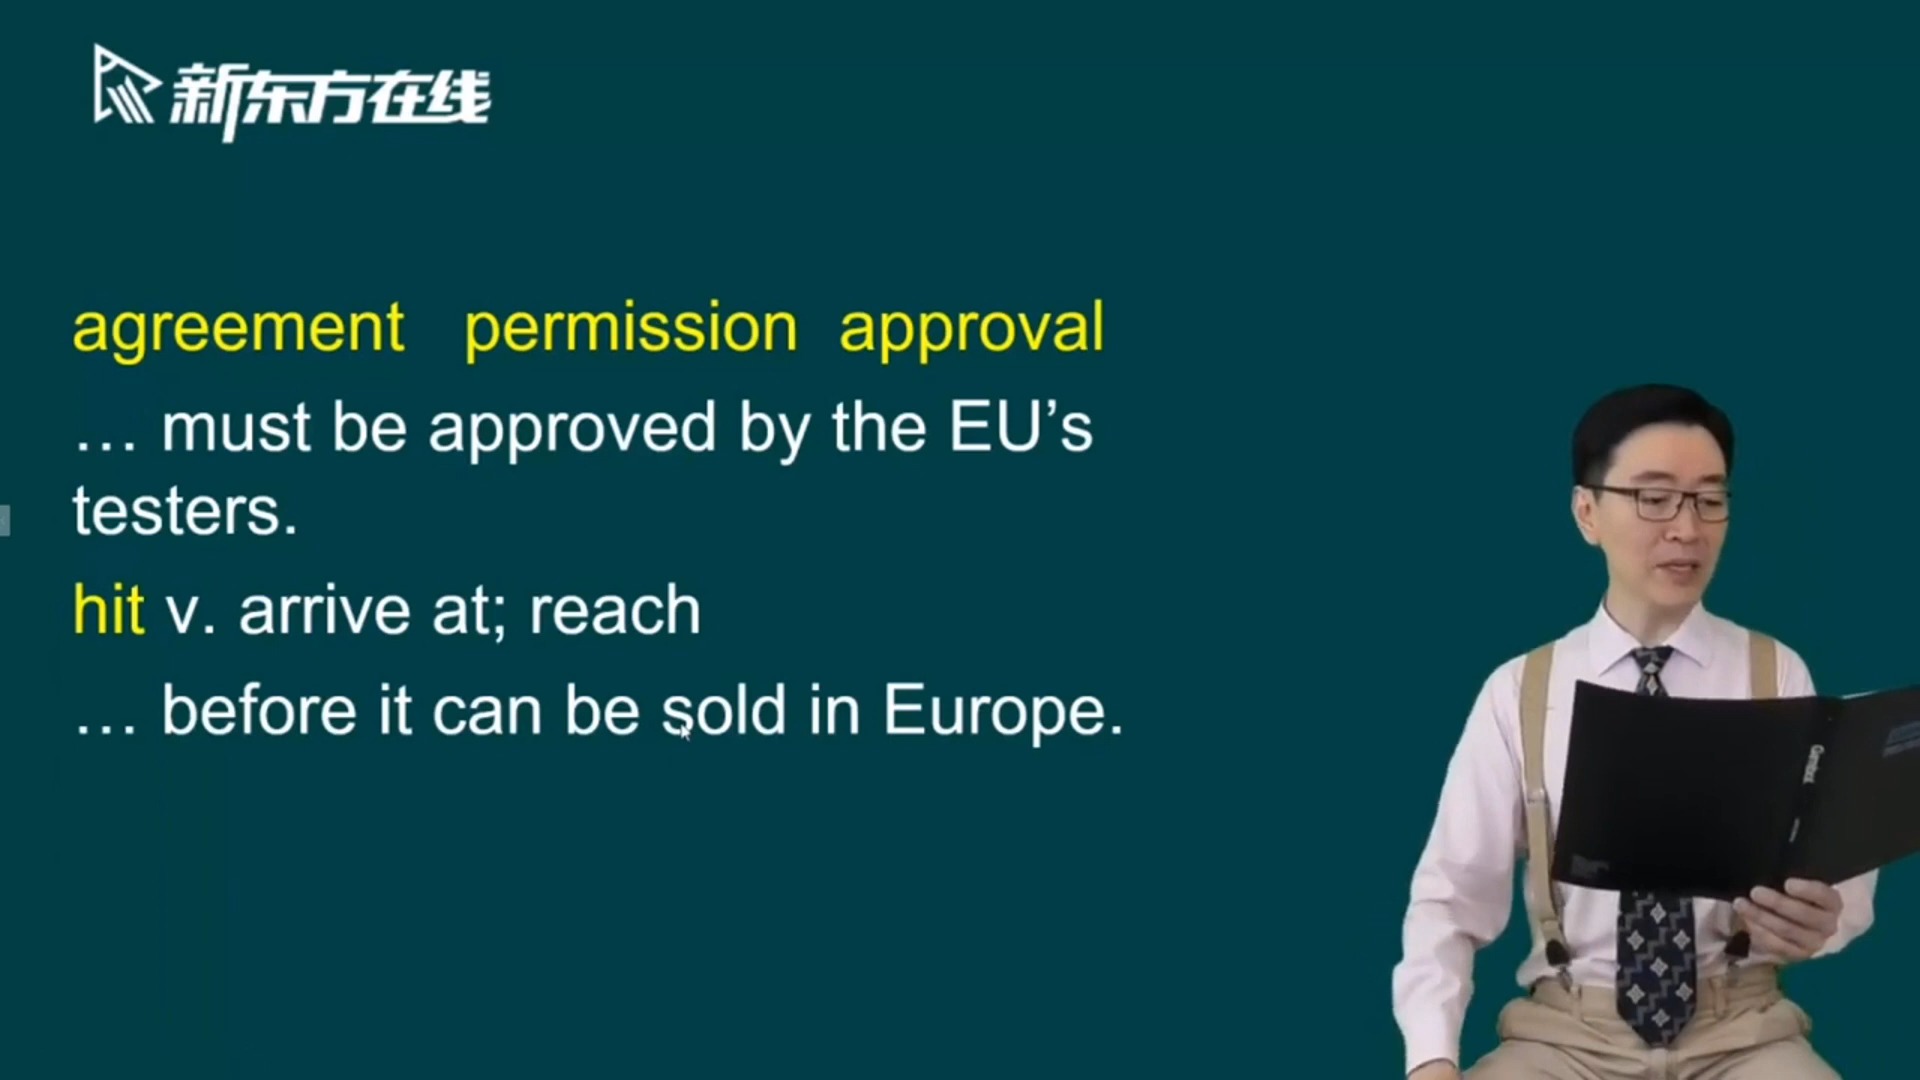 新东方在线
agreement permission approval
… must be approved by the EU’s
testers.
hit v. arrive at; reach
… before it can be sold in Europe.